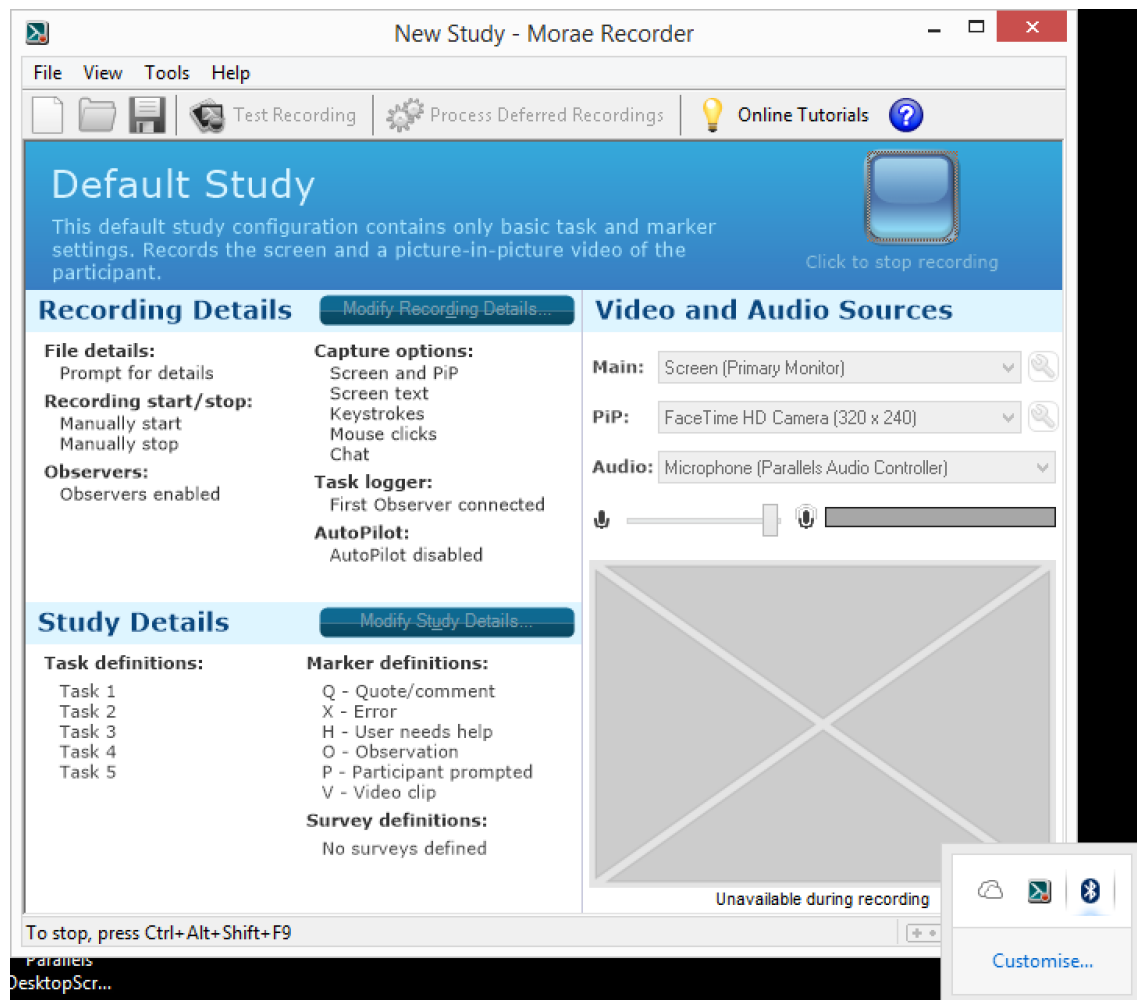 New Study - Morae Recorder
File View Tools Help
Test Recording Process Deferred Recordings Online Tutorials ?
Default Study
This default study configuration contains only basic task and marker
settings. Records the screen and a picture-in-picture video of the
participant.
Click to stop recording
Recording Details Modify Recording Details...
File details:
Prompt for details
Recording start/stop:
Manually start
Manually stop
Observers:
Observers enabled
Capture options:
Screen and PiP
Screen text
Keystrokes
Mouse clicks
Chat
Task logger:
First Observer connected
AutoPilot:
AutoPilot disabled
Video and Audio Sources
Main: Screen (Primary Monitor)
PiP: FaceTime HD Camera (320 x 240)
Audio: Microphone (Parallels Audio Controller)
Unavailable during recording
Study Details Modify Study Details...
Task definitions:
Task 1
Task 2
Task 3
Task 4
Task 5
Marker definitions:
Q - Quote/comment
X - Error
H - User needs help
O - Observation
P - Participant prompted
V - Video clip
Survey definitions:
No surveys defined
To stop, press Ctrl+Alt+Shift+F9
Customise...
Parallels
DesktopScr...